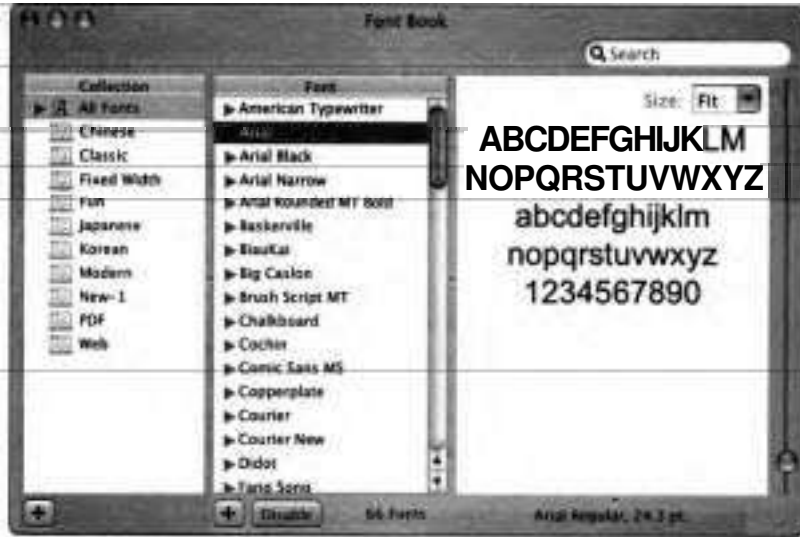 Font Book
Search
Collection
All Fonts
Chinese
Classic
Fixed Width
Fun
Japanese
Korean
Modern
New-1
PDF
Web
Font
American Typewriter
Arial
Arial Black
Arial Narrow
Arial Rounded MT Bold
Baskerville
BiauKai
Big Caslon
Brush Script MT
Chalkboard
Cochin
Comic Sans MS
Copperplate
Courier
Courier New
Didot
Fang Song
Disable
66 Fonts
Size: Fit
ABCDEFGHIJKLM
NOPQRSTUVWXYZ
abcdefghijklm
nopqrstuvwxyz
1234567890
Arial Regular, 24.3 pt.